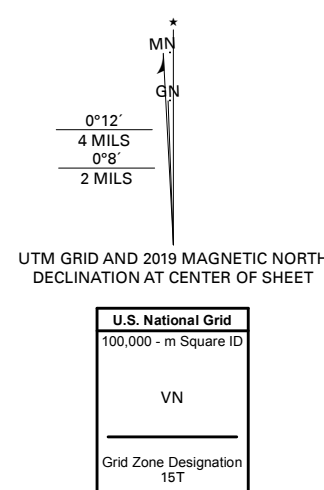 ★
MN
GN
0°12´
4 MILS
0°8´
2 MILS
UTM GRID AND 2019 MAGNETIC NORTH
DECLINATION AT CENTER OF SHEET
U.S. National Grid
100,000 - m Square ID
VN
Grid Zone Designation
15T